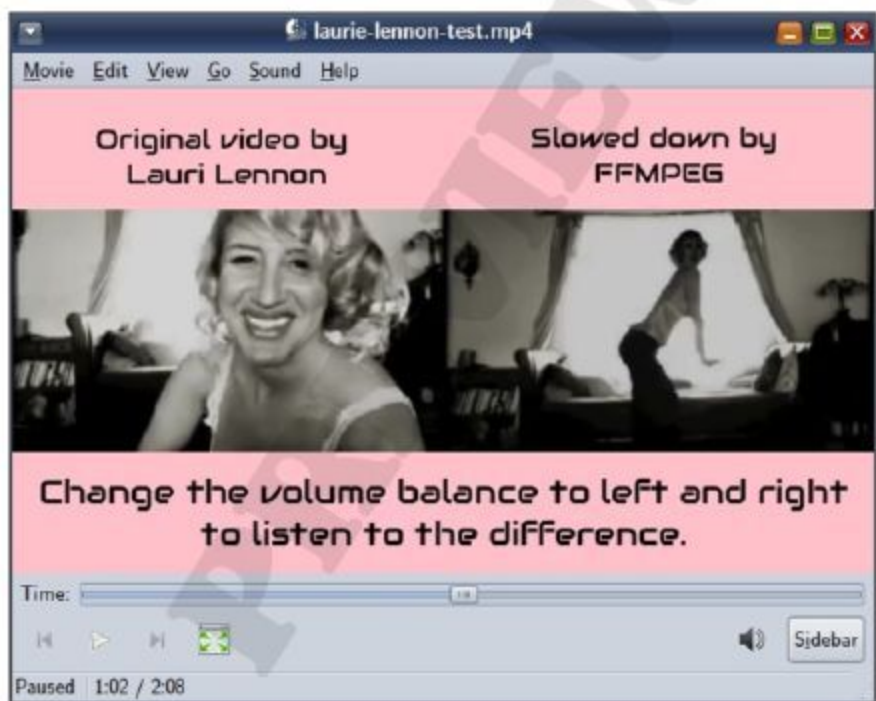 laurie-lennon-test.mp4
Movie Edit View Go Sound Help
Original video by
Lauri Lennon
Slowed down by
FFMPEG
Change the volume balance to left and right
to listen to the difference.
Time:
Sidebar
Paused 1:02 / 2:08
PREVIEW